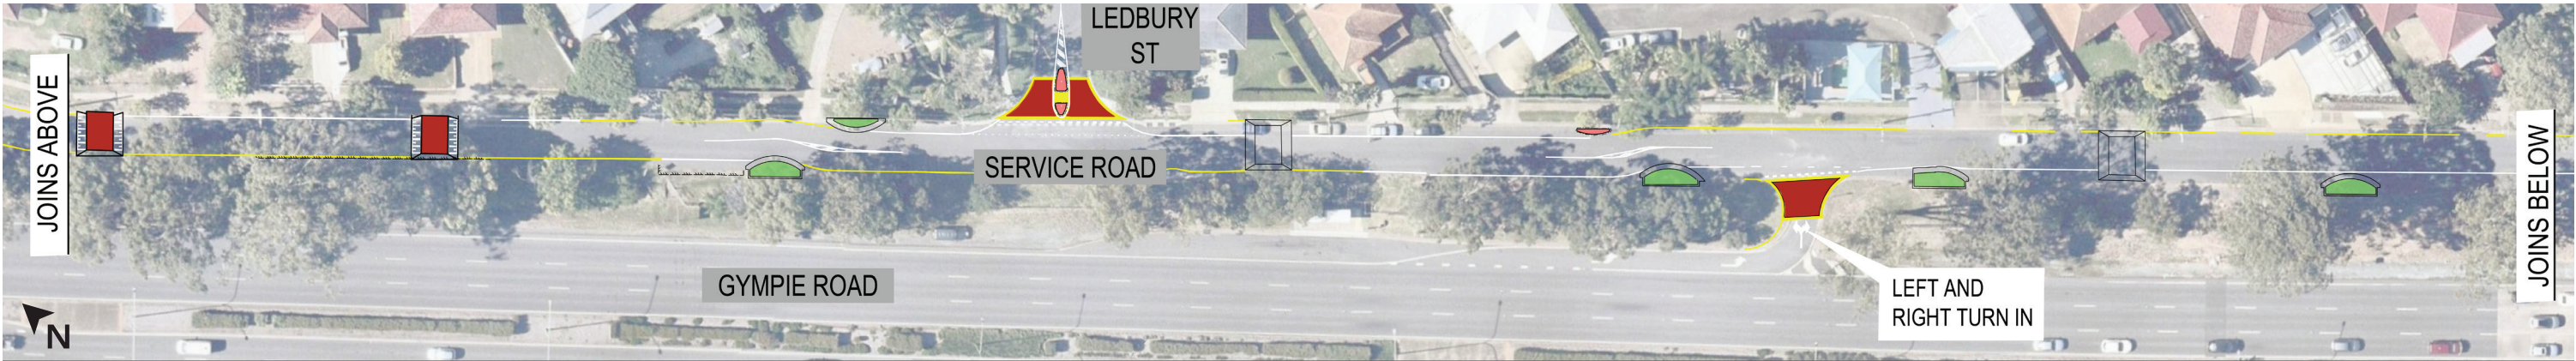 LEDBURY
ST
JOINS ABOVE
SERVICE ROAD
JOINS BELOW
GYMPIE ROAD
LEFT AND
RIGHT TURN IN
N